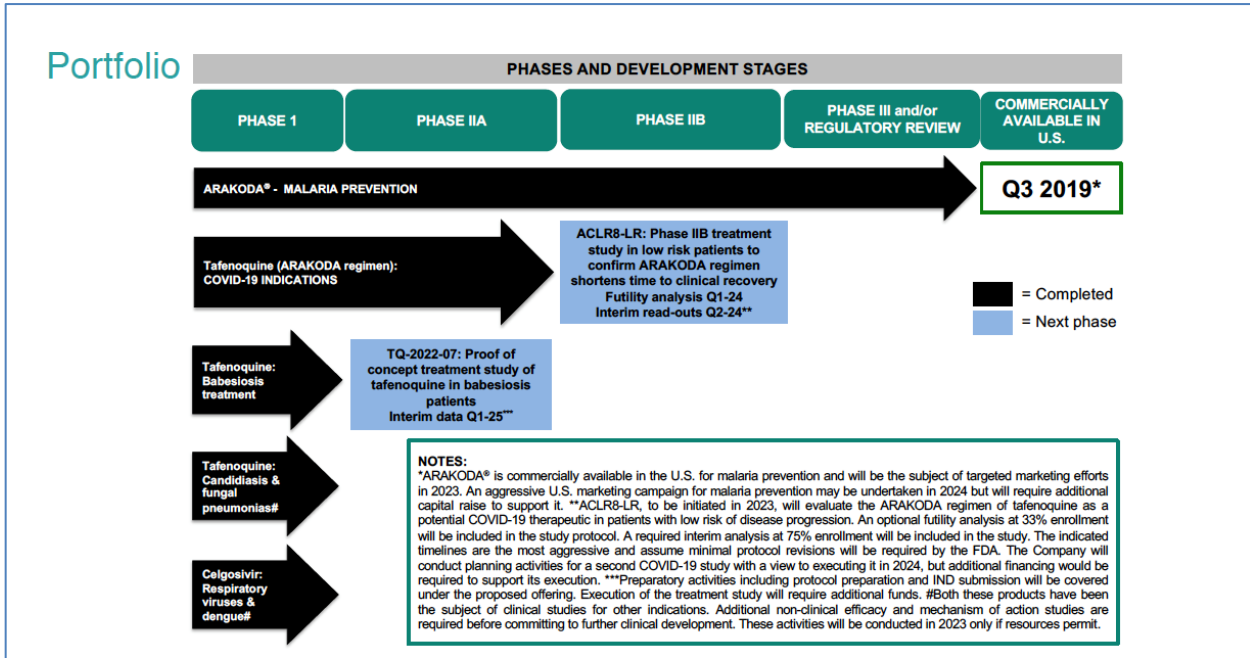 Portfolio
PHASES AND DEVELOPMENT STAGES
PHASE 1
PHASE IIA
PHASE IIB
PHASE III and/or
REGULATORY REVIEW
COMMERCIALLY
AVAILABLE IN
U.S.
ARAKODA® - MALARIA PREVENTION
Q3 2019*
Tafenoquine (ARAKODA regimen):
COVID-19 INDICATIONS
ACLR8-LR: Phase IIB treatment
study in low risk patients to
confirm ARAKODA regimen
shortens time to clinical recovery
Futility analysis Q1-24
Interim read-outs Q2-24**
= Completed
= Next phase
Tafenoquine:
Babesiosis
treatment
TQ-2022-07: Proof of
concept treatment study of
tafenoquine in babesiosis
patients
Interim data Q1-25***
Tafenoquine:
Candidiasis &
fungal
pneumonias#
Celgosivir:
Respiratory
viruses &
dengue#
NOTES:
*ARAKODA® is commercially available in the U.S. for malaria prevention and will be the subject of targeted marketing efforts
in 2023. An aggressive U.S. marketing campaign for malaria prevention may be undertaken in 2024 but will require additional
capital raise to support it. **ACLR8-LR, to be initiated in 2023, will evaluate the ARAKODA regimen of tafenoquine as a
potential COVID-19 therapeutic in patients with low risk of disease progression. An optional futility analysis at 33% enrollment
will be included in the study protocol. A required interim analysis at 75% enrollment will be included in the study. The indicated
timelines are the most aggressive and assume minimal protocol revisions will be required by the FDA. The Company will
conduct planning activities for a second COVID-19 study with a view to executing it in 2024, but additional financing would be
required to support its execution. ***Preparatory activities including protocol preparation and IND submission will be covered
under the proposed offering. Execution of the treatment study will require additional funds. #Both these products have been
the subject of clinical studies for other indications. Additional non-clinical efficacy and mechanism of action studies are
required before committing to further clinical development. These activities will be conducted in 2023 only if resources permit.